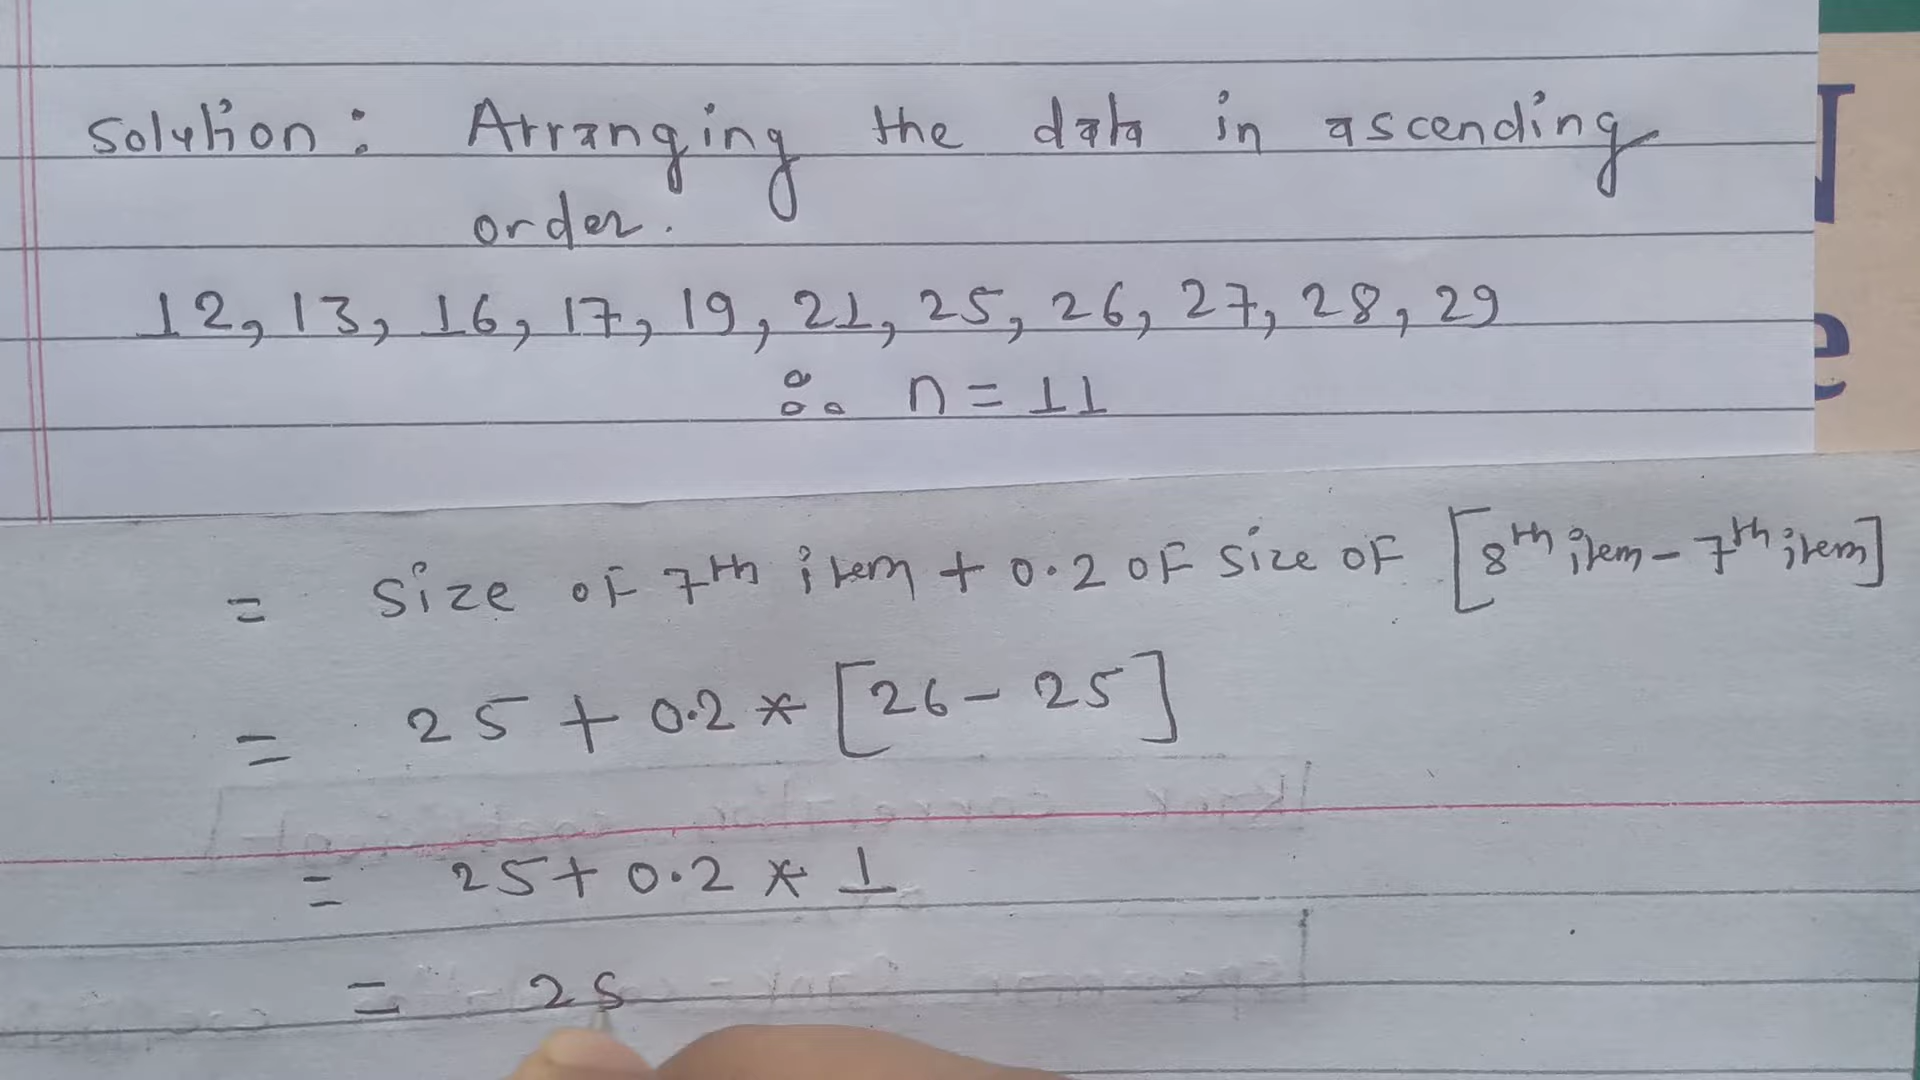 Solution: Arranging the data in ascending
order.
12, 13, 16, 17, 19, 21, 25, 26, 27, 28, 29
∴ n = 11
= Size of 7th item + 0.2 of size of [8th item - 7th item]
= 25 + 0.2 * [26 - 25]
= 25 + 0.2 * 1
= 25